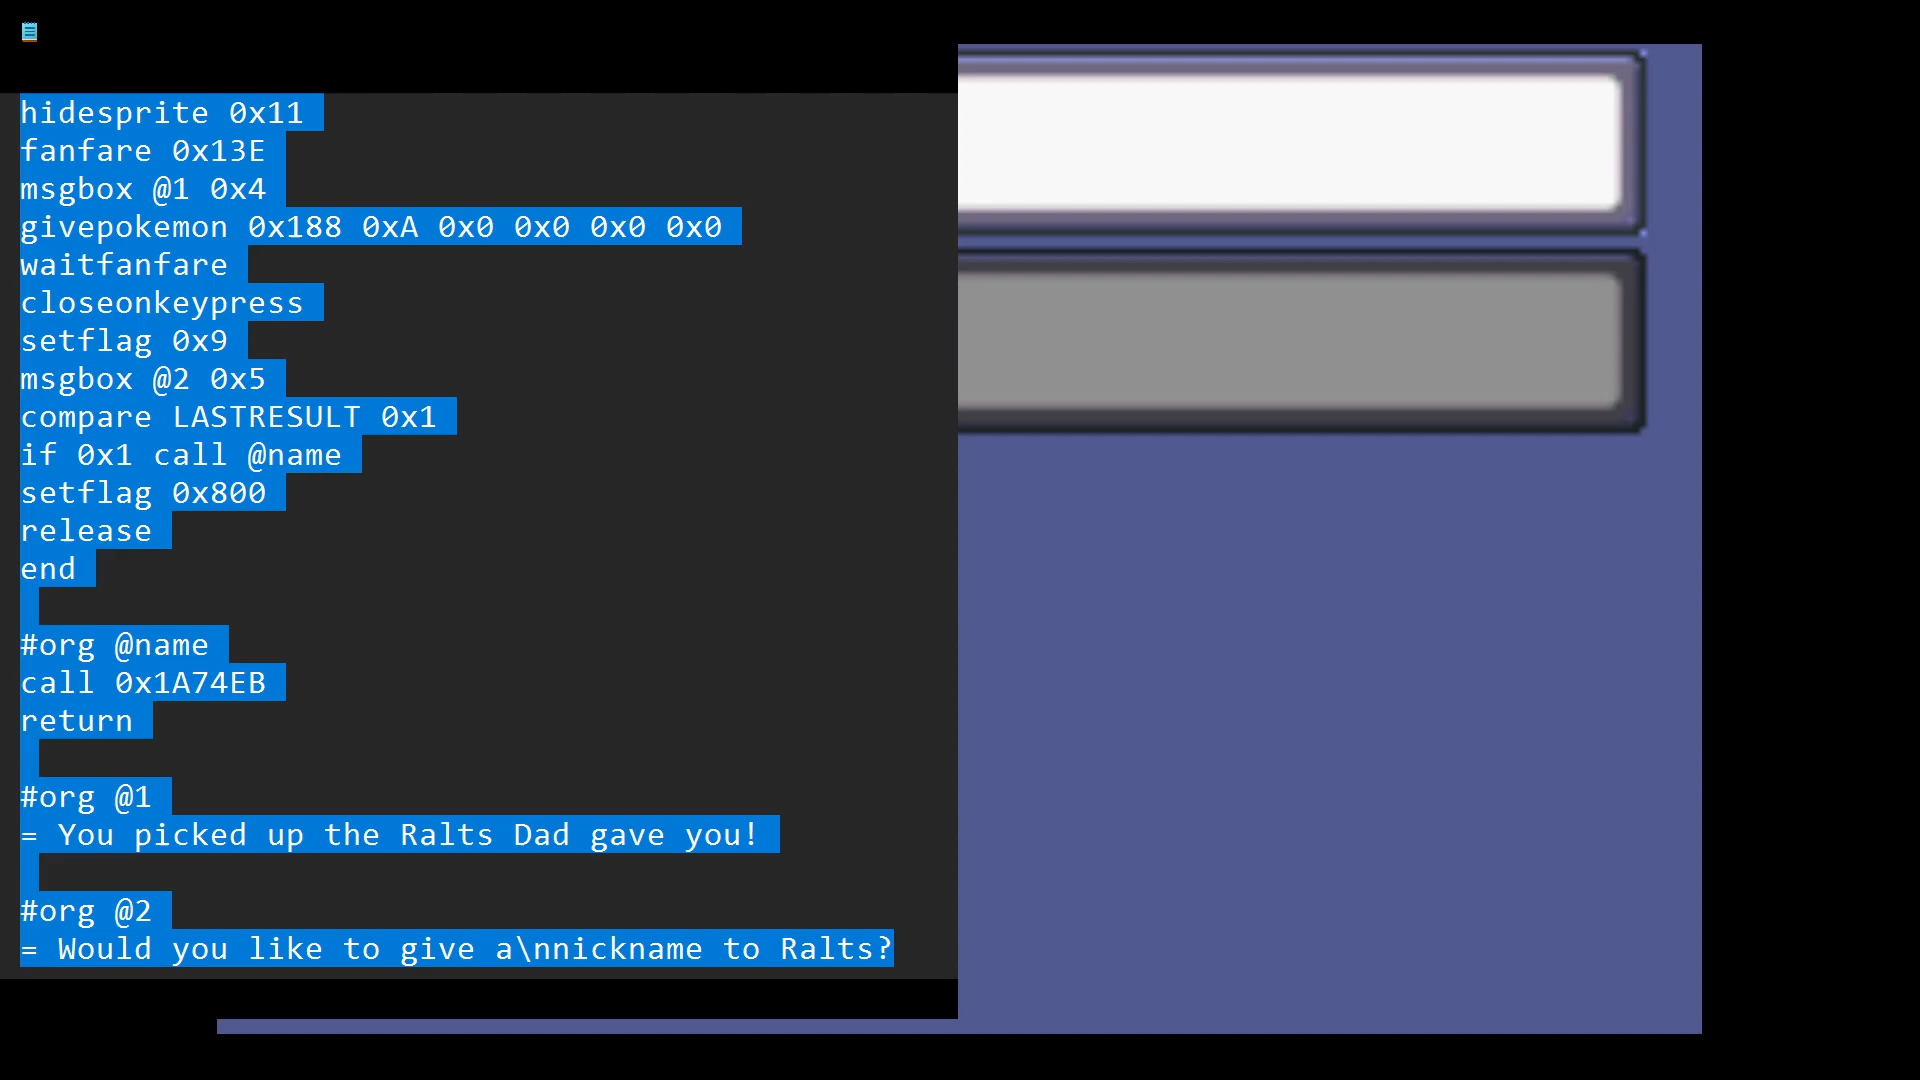 hidesprite 0x11
fanfare 0x13E
msgbox @1 0x4
givepokemon 0x188 0xA 0x0 0x0 0x0 0x0
waitfanfare
closeonkeypress
setflag 0x9
msgbox @2 0x5
compare LASTRESULT 0x1
if 0x1 call @name
setflag 0x800
release
end
#org @name
call 0x1A74EB
return
#org @1
= You picked up the Ralts Dad gave you!
#org @2
= Would you like to give a\nnickname to Ralts?